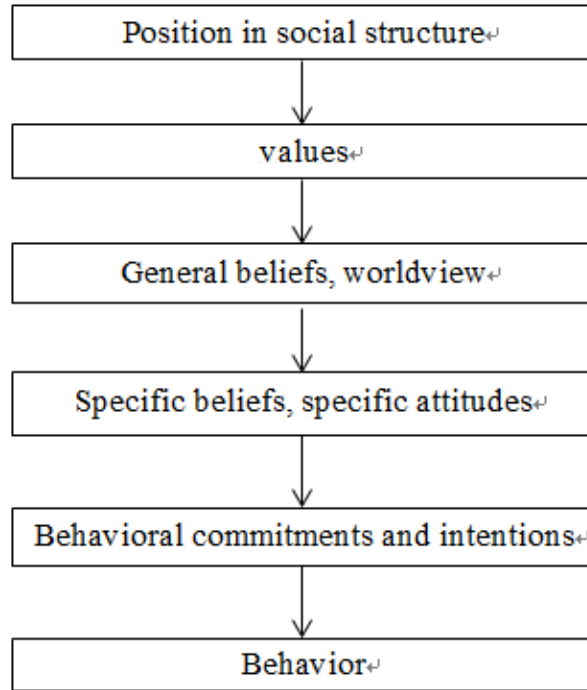 Position in social structure↵
values↵
General beliefs, worldview↵
Specific beliefs, specific attitudes↵
Behavioral commitments and intentions↵
Behavior↵